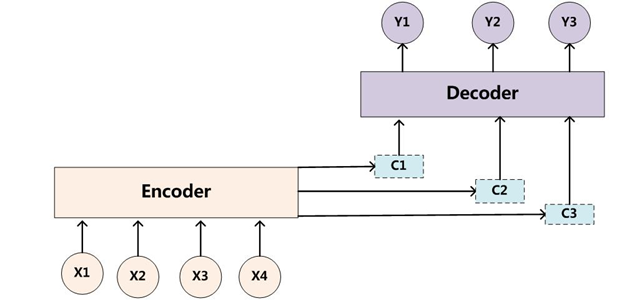 Y1 Y2 Y3
Decoder
C1
Encoder
C2
C3
X1 X2 X3 X4